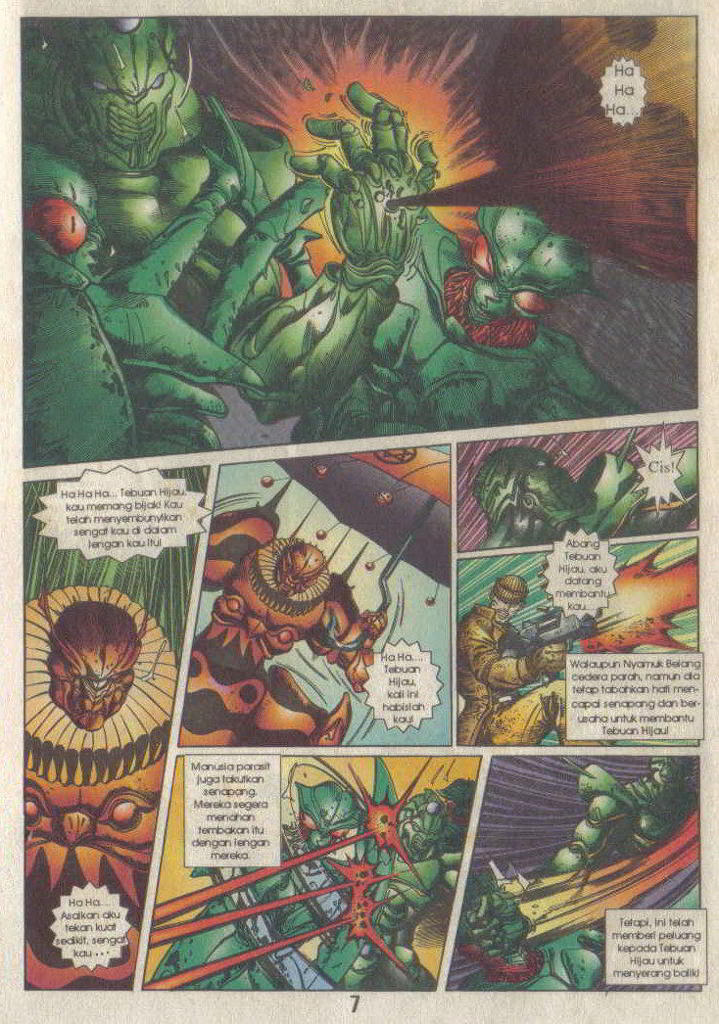 Ha
Ha
Ha...
Ha Ha Ha... Tebuan Hijau,
kau memang bijak! Kau
telah menyembunyikan
sengat kau di dalam
lengan kau itu!
Ha Ha...
Asalkan aku
tekan kuat
sedikit, sengat
kau ...
Ha Ha....
Tebuan
Hijau,
kali ini
habislah
kau!
Cis!
Abang
Tebuan
Hijau, aku
datang
membantu
kau...
Walaupun Nyamuk Belang
cedera parah, namun dia
tetap tabahkan hati men-
capai senapang dan ber-
usaha untuk membantu
Tebuan Hijau!
Manusia parasit
juga takutkan
senapang.
Mereka segera
menahan
tembakan itu
dengan lengan
mereka.
Tetapi, ini telah
memberi peluang
kepada Tebuan
Hijau untuk
menyerang balik!
7